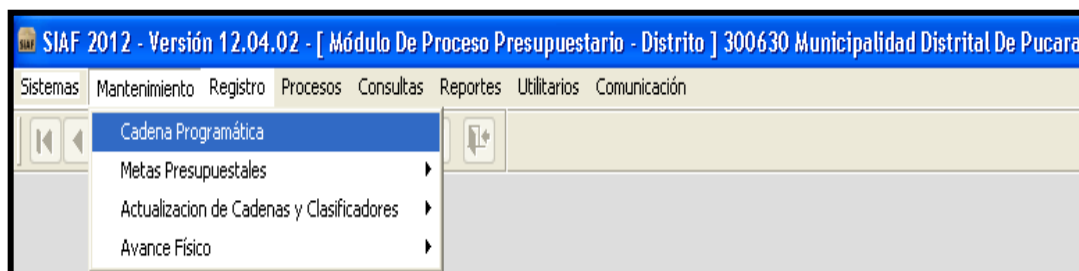 SIAF 2012 - Versión 12.04.02 - [ Módulo De Proceso Presupuestario - Distrito ] 300630 Municipalidad Distrital De Pucara
Sistemas Mantenimiento Registro Procesos Consultas Reportes Utilitarios Comunicación
Cadena Programática
Metas Presupuestales
Actualizacion de Cadenas y Clasificadores
Avance Físico